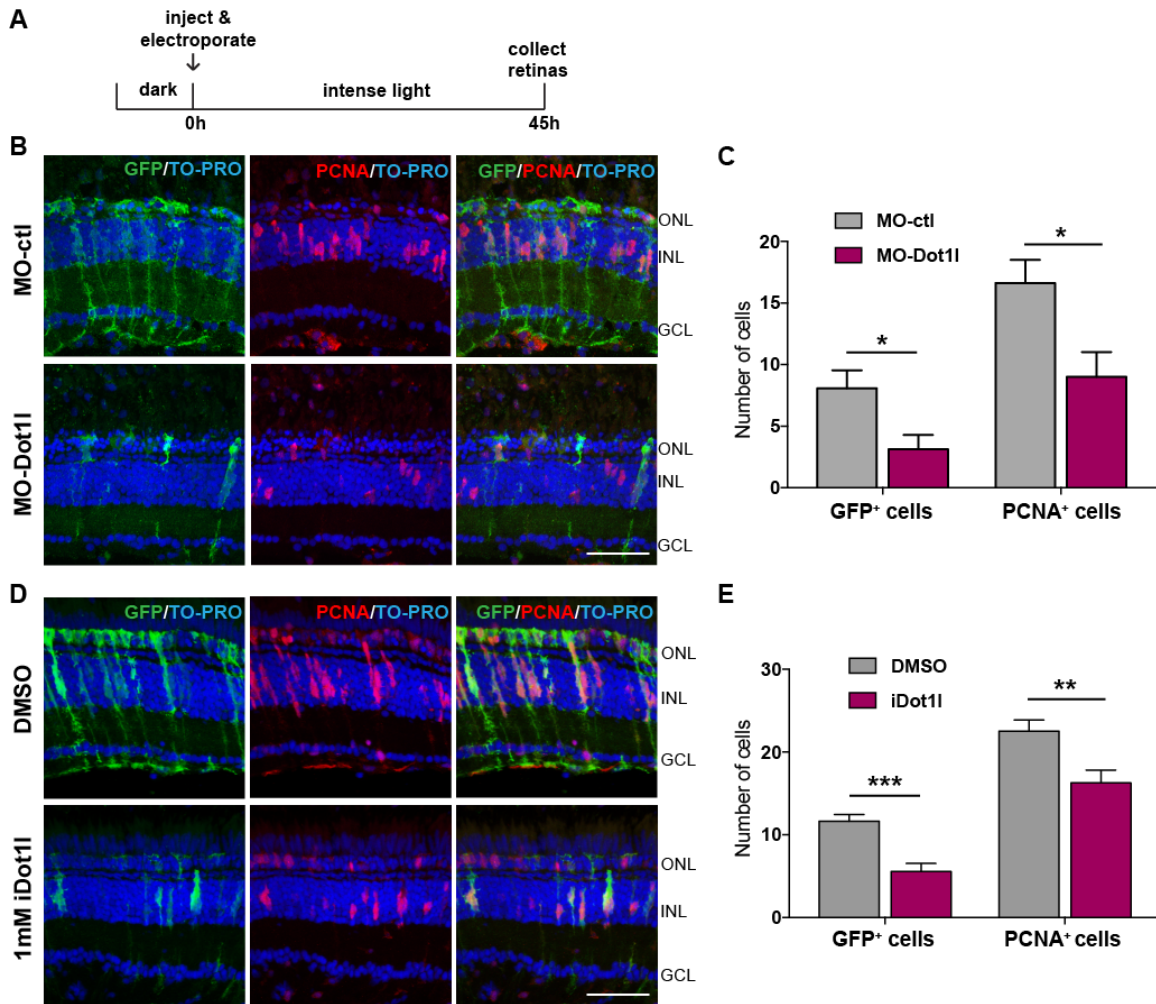 A
inject &
electroporate
collect
retinas
dark
intense light
0h
45h
B
MO-ctl
GFP/TO-PRO
PCNA/TO-PRO
GFP/PCNA/TO-PRO
ONL
INL
GCL
MO-Dot1l
ONL
INL
GCL
C
MO-ctl
MO-Dot1l
Number of cells
20
15
10
5
0
*
*
GFP+ cells
PCNA+ cells
D
DMSO
GFP/TO-PRO
PCNA/TO-PRO
GFP/PCNA/TO-PRO
ONL
INL
GCL
1mM iDot1l
ONL
INL
GCL
E
DMSO
iDot1l
Number of cells
30
20
10
0
***
**
GFP+ cells
PCNA+ cells